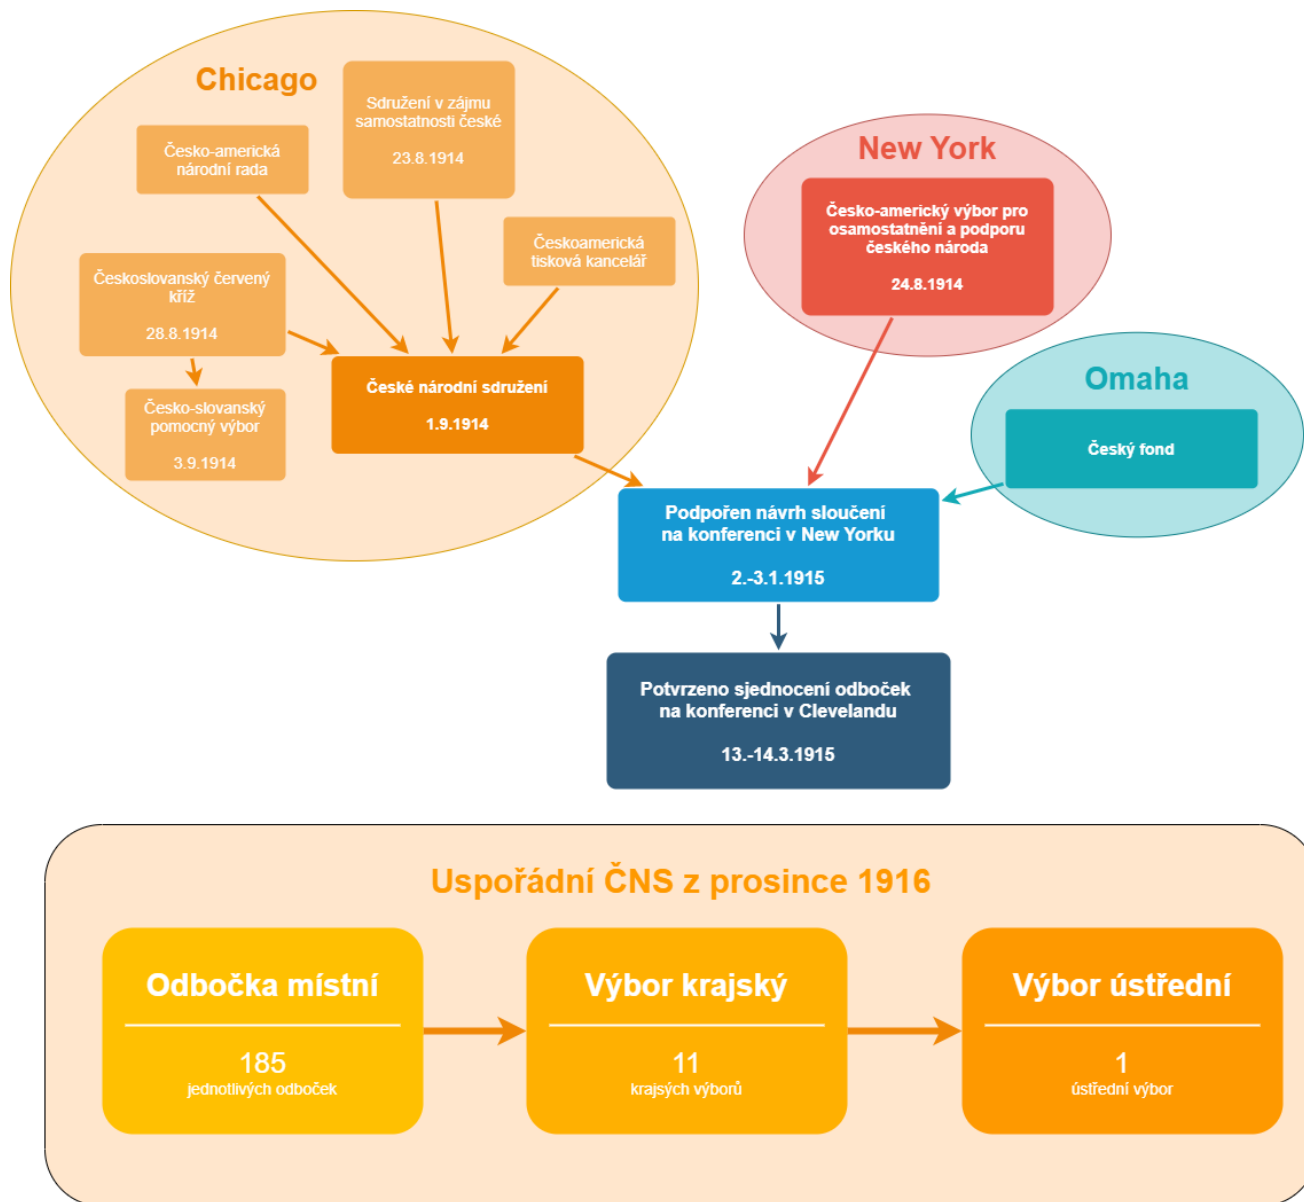 Chicago
Sdružení v zájmu
samostatnosti české
23.8.1914
Česko-americká
národní rada
Českoamerická
tisková kancelář
Českoslovanský červený
kříž
28.8.1914
České národní sdružení
1.9.1914
Česko-slovanský
pomocný výbor
3.9.1914
New York
Česko-americký výbor pro
osamostatnění a podporu
českého národa
24.8.1914
Omaha
Český fond
Podpořen návrh sloučení
na konferenci v New Yorku
2.-3.1.1915
Potvrzeno sjednocení odboček
na konferenci v Clevelandu
13.-14.3.1915
Uspořádní ČNS z prosince 1916
Odbočka místní
185
jednotlivých odboček
Výbor krajský
11
krajsých výborů
Výbor ústřední
1
ústřední výbor